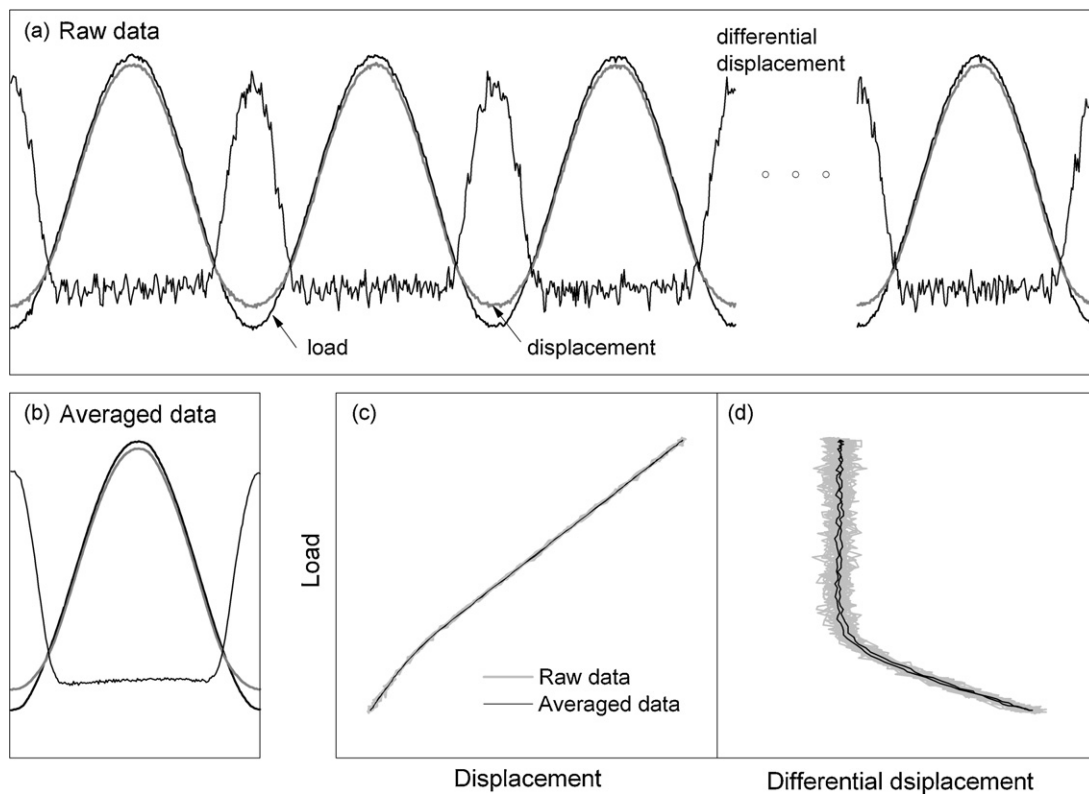 (a) Raw data
differential
displacement
load
displacement
(b) Averaged data
(c)
(d)
Load
Raw data
Averaged data
Displacement
Differential dsiplacement